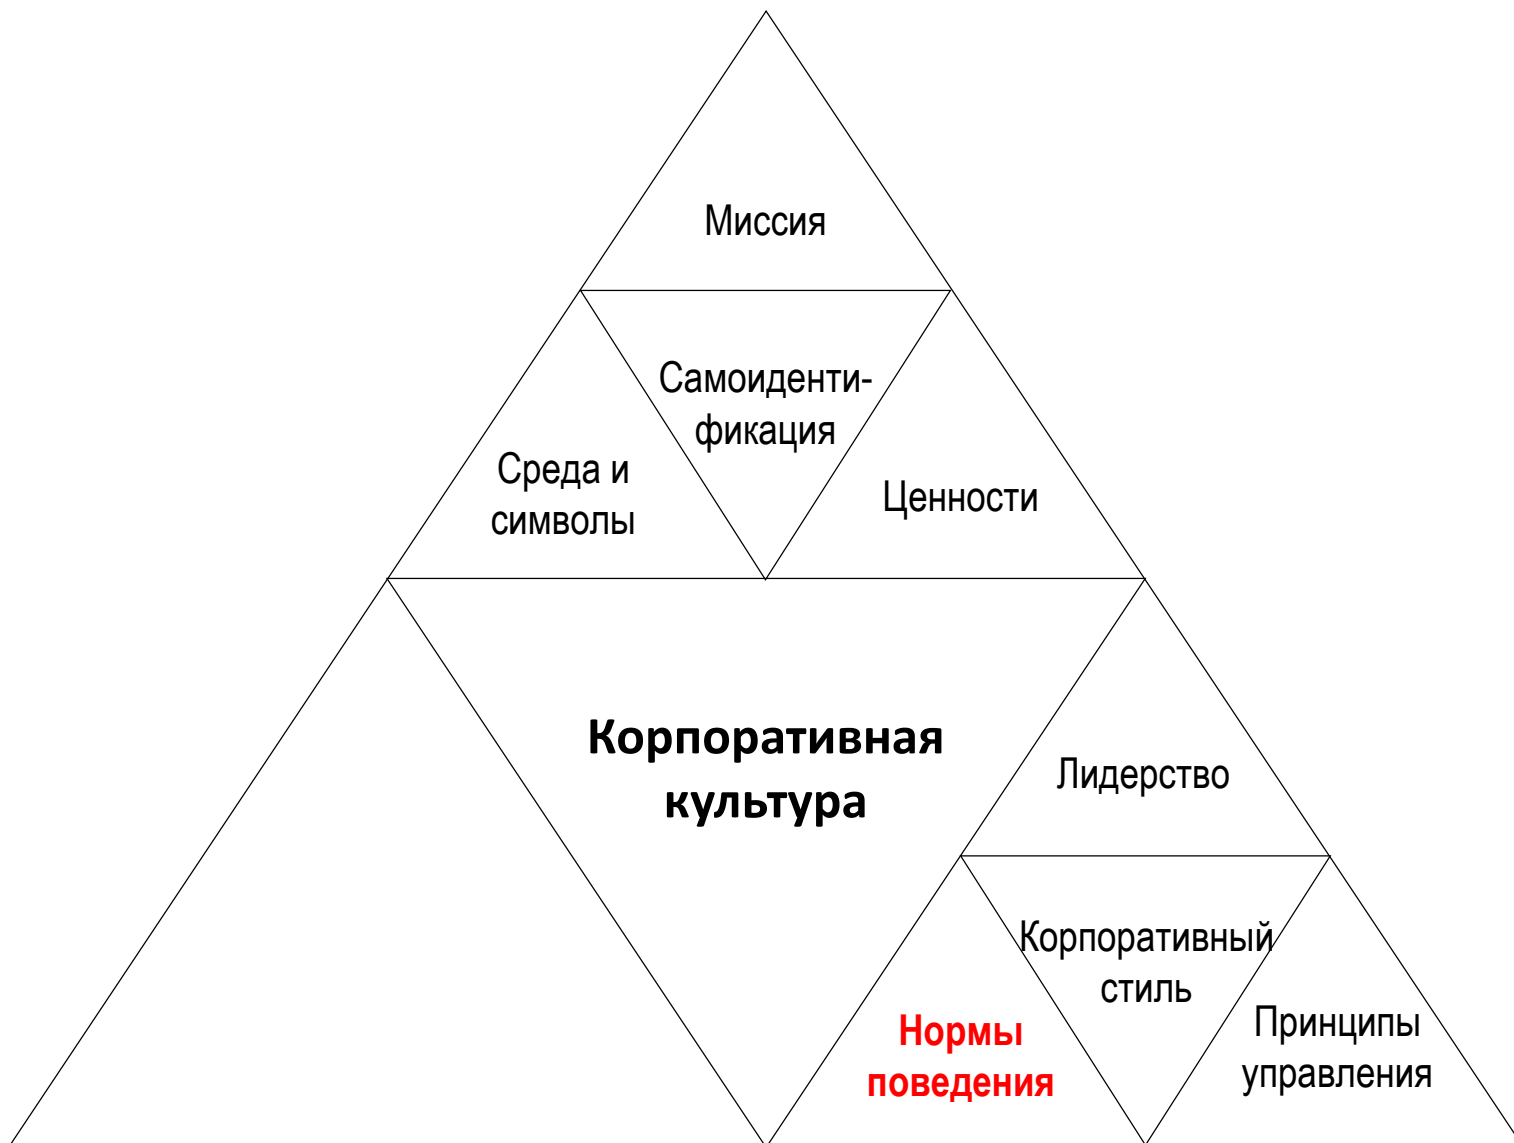 Миссия
Самоиденти-
фикация
Среда и
символы
Ценности
Корпоративная
культура
Лидерство
Корпоративный
стиль
Нормы
поведения
Принципы
управления